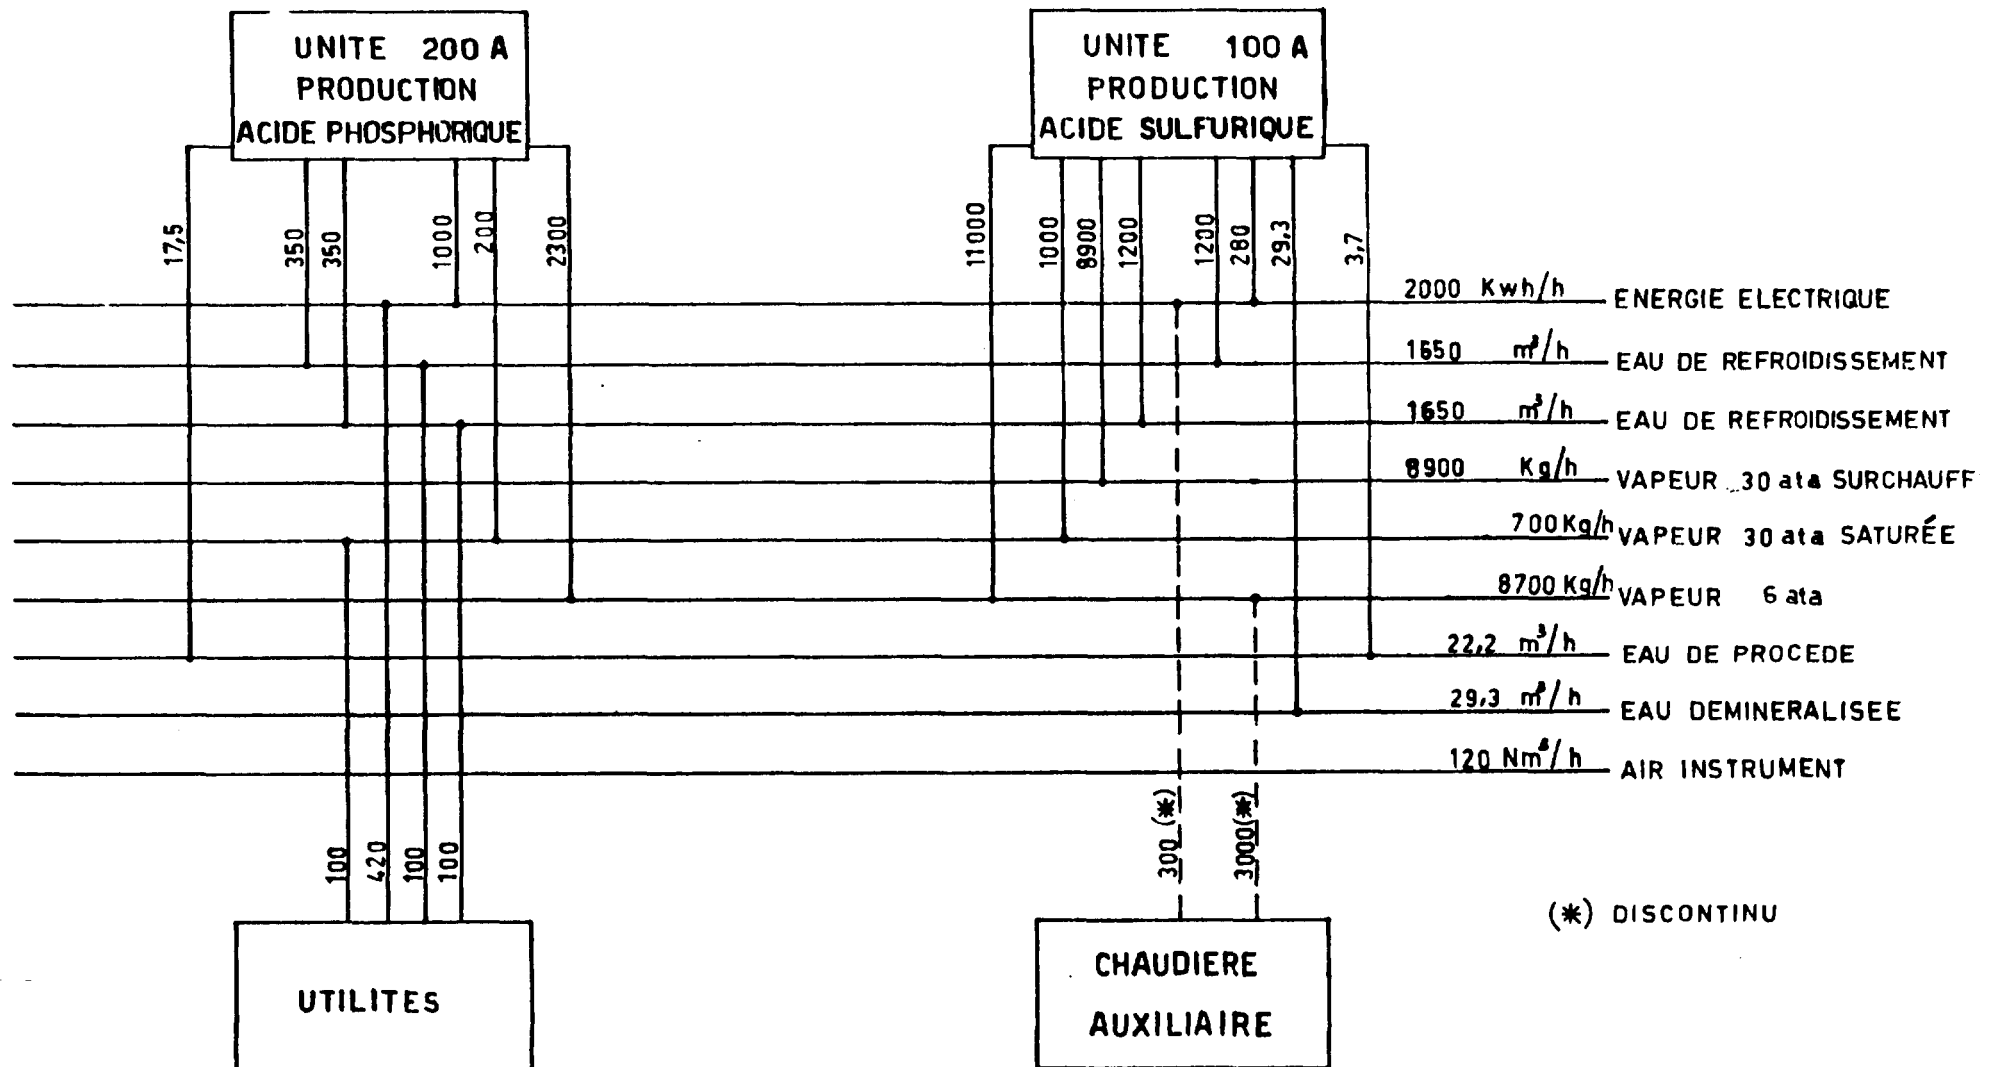 UNITE 200 A
PRODUCTION
ACIDE PHOSPHORIQUE
UNITE 100 A
PRODUCTION
ACIDE SULFURIQUE
17,5
350
350
1000
200
2300
11000
1000
8900
1200
1200
280
29,3
3,7
2000 Kwh/h ENERGIE ELECTRIQUE
1650 m³/h EAU DE REFROIDISSEMENT
1650 m³/h EAU DE REFROIDISSEMENT
8900 Kg/h VAPEUR 30 ata SURCHAUFF
700 Kg/h VAPEUR 30 ata SATURÉE
8700 Kg/h VAPEUR 6 ata
22,2 m³/h EAU DE PROCEDE
29,3 m³/h EAU DEMINERALISEE
120 Nm³/h AIR INSTRUMENT
100
420
100
100
300 (*)
3000 (*)
(*) DISCONTINU
UTILITES
CHAUDIERE
AUXILIAIRE